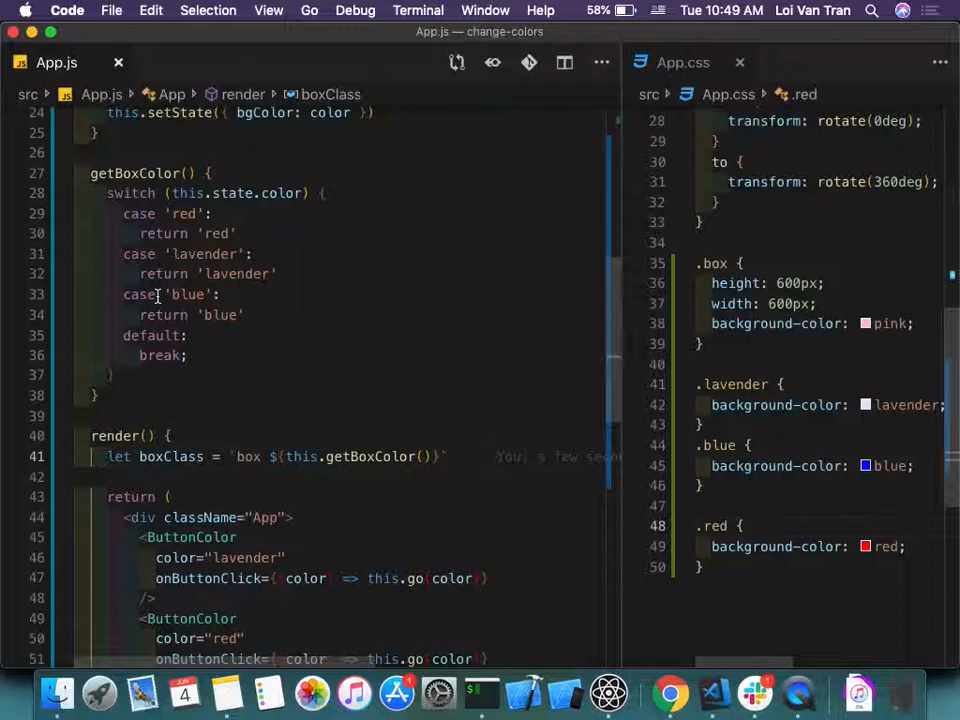 Code File Edit Selection View Go Debug Terminal Window Help 58% Tue 10:49 AM Loi Van Tran
App.js — change-colors
App.js
App.css
src › App.js › App › render › boxClass
src › App.css › .red
24 this.setState({ bgColor: color })
25 }
26
27 getBoxColor() {
28 switch (this.state.color) {
29 case 'red':
30 return 'red'
31 case 'lavender':
32 return 'lavender'
33 case 'blue':
34 return 'blue'
35 default:
36 break;
37 }
38 }
39
40 render() {
41 let boxClass = `box ${this.getBoxColor()}` You, a few
42
43 return (
44 <div className="App">
45 <ButtonColor
46 color="lavender"
47 onButtonClick={(color) => this.go(color)}
48 />
49 <ButtonColor
50 color="red"
51 onButtonClick={(color) => this.go(color)}
28 transform: rotate(0deg);
29 }
30 to {
31 transform: rotate(360deg);
32 }
33 }
34
35 .box {
36 height: 600px;
37 width: 600px;
38 background-color: pink;
39 }
40
41 .lavender {
42 background-color: lavender;
43 }
44 .blue {
45 background-color: blue;
46 }
47
48 .red {
49 background-color: red;
50 }
JUN
4
1
$
1